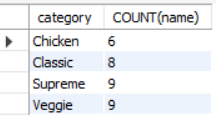 category COUNT(name)
Chicken 6
Classic 8
Supreme 9
Veggie 9